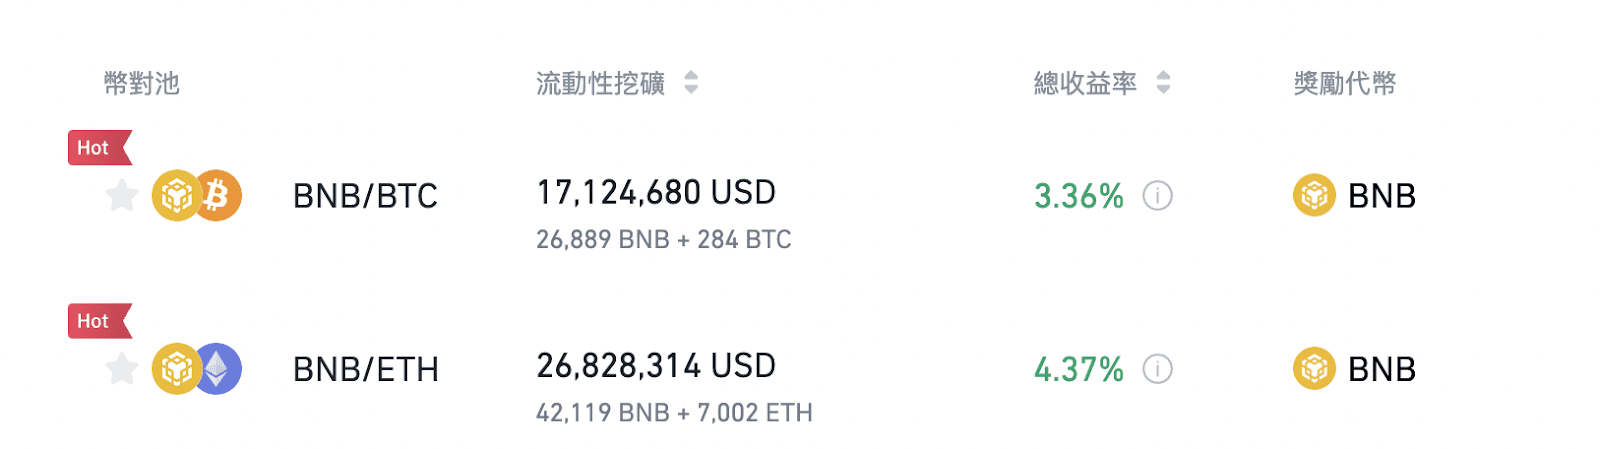 幣對池 流動性挖礦 總收益率 獎勵代幣
Hot
BNB/BTC 17,124,680 USD 3.36% BNB
26,889 BNB + 284 BTC
Hot
BNB/ETH 26,828,314 USD 4.37% BNB
42,119 BNB + 7,002 ETH